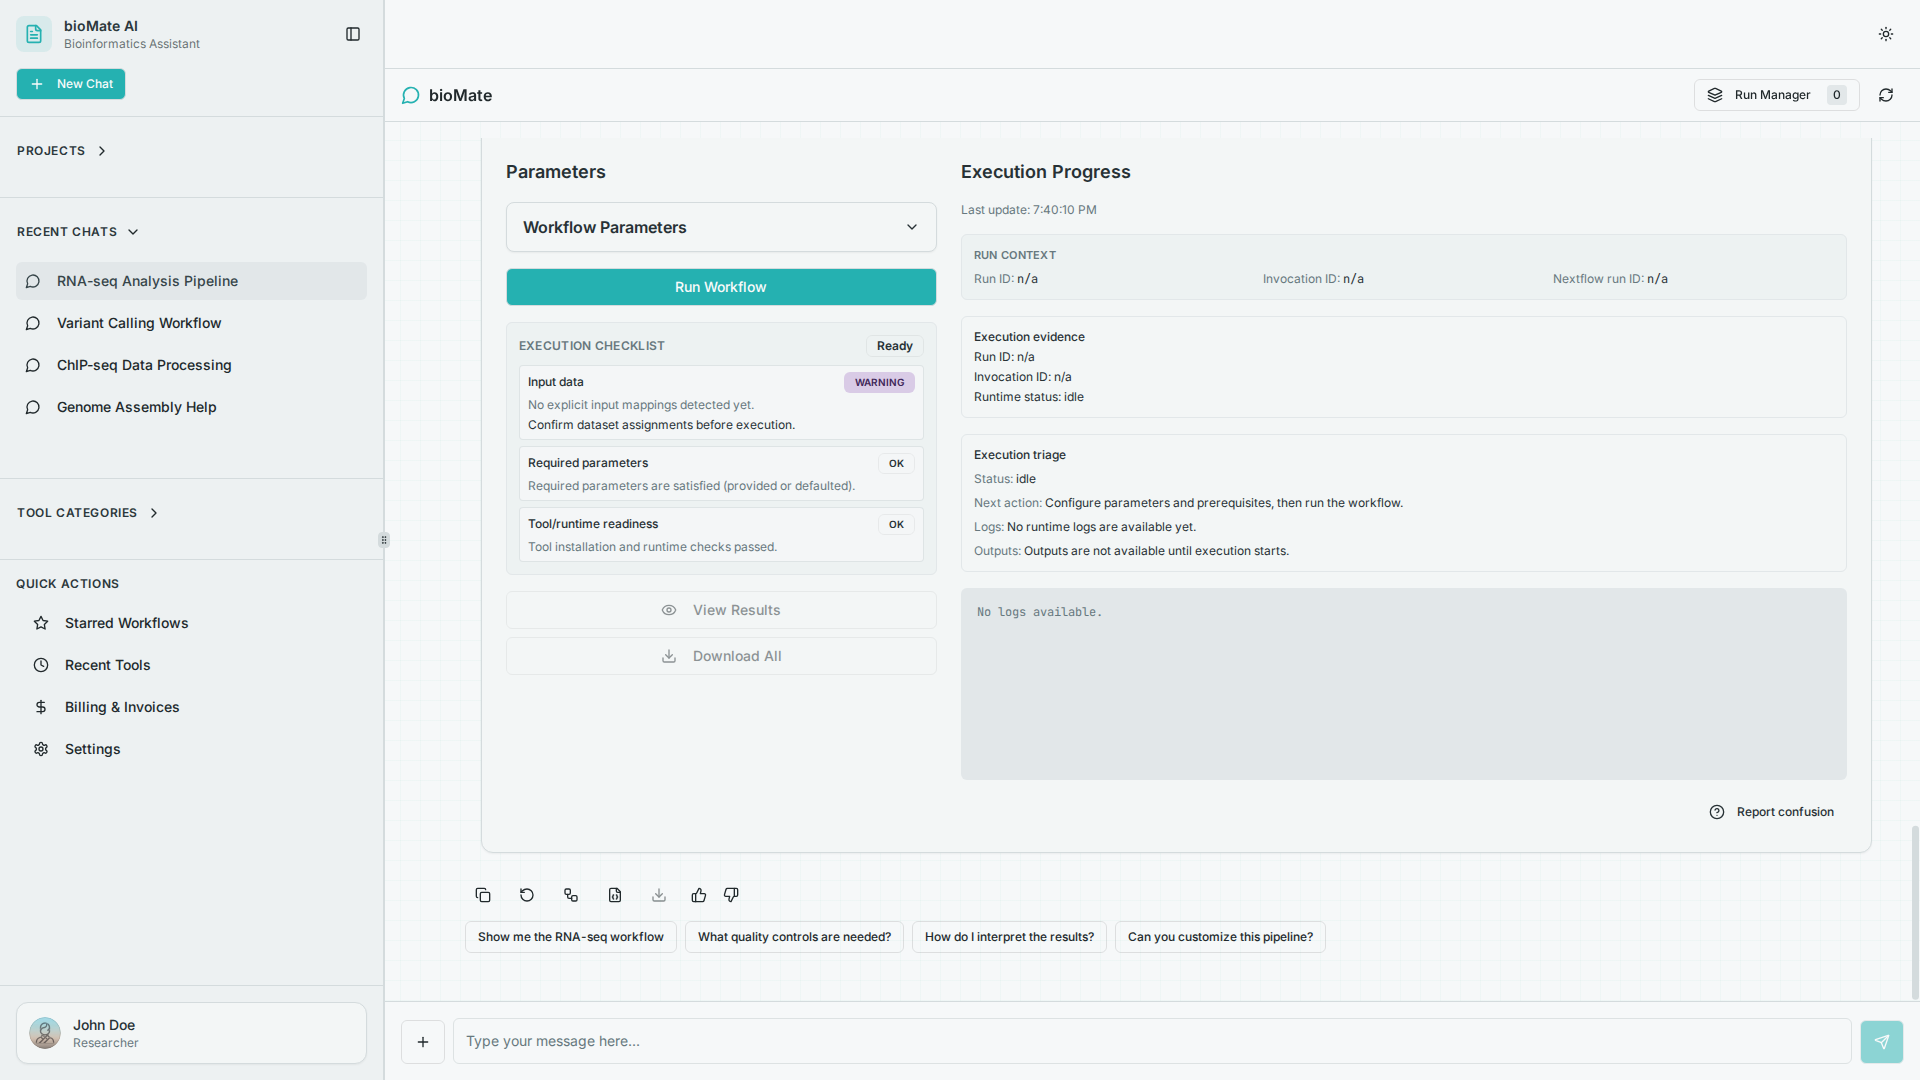 bioMate AI
Bioinformatics Assistant
New Chat
PROJECTS
RECENT CHATS
RNA-seq Analysis Pipeline
Variant Calling Workflow
ChIP-seq Data Processing
Genome Assembly Help
TOOL CATEGORIES
QUICK ACTIONS
Starred Workflows
Recent Tools
Billing & Invoices
Settings
John Doe
Researcher
bioMate
Run Manager 0
Parameters
Workflow Parameters
Run Workflow
EXECUTION CHECKLIST Ready
Input data WARNING
No explicit input mappings detected yet.
Confirm dataset assignments before execution.
Required parameters OK
Required parameters are satisfied (provided or defaulted).
Tool/runtime readiness OK
Tool installation and runtime checks passed.
View Results
Download All
Execution Progress
Last update: 7:40:10 PM
RUN CONTEXT
Run ID: n/a Invocation ID: n/a Nextflow run ID: n/a
Execution evidence
Run ID: n/a
Invocation ID: n/a
Runtime status: idle
Execution triage
Status: idle
Next action: Configure parameters and prerequisites, then run the workflow.
Logs: No runtime logs are available yet.
Outputs: Outputs are not available until execution starts.
No logs available.
Report confusion
Show me the RNA-seq workflow What quality controls are needed? How do I interpret the results? Can you customize this pipeline?
Type your message here...